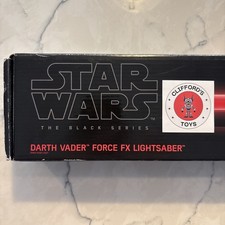 STAR
WARS
THE BLACK SERIES
DARTH VADER™ FORCE FX LIGHTSABER™
CLIFFORD'S
TOYS